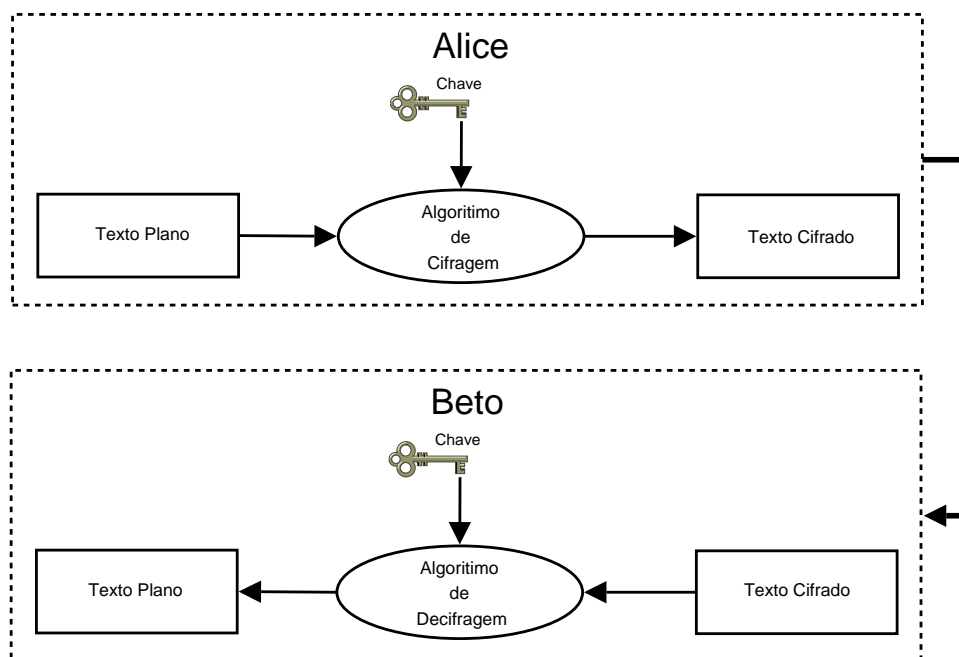 Alice
Chave
Texto Plano
Algoritimo
de
Cifragem
Texto Cifrado
Beto
Chave
Texto Plano
Algoritimo
de
Decifragem
Texto Cifrado